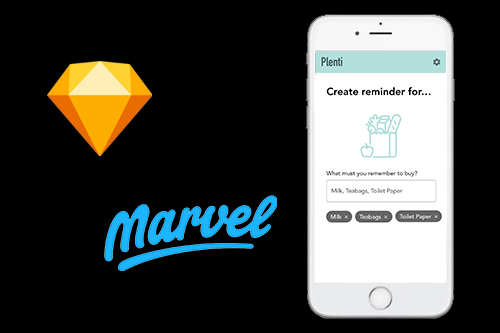 Marvel
Plenti
Create reminder for...
What must you remember to buy?
Milk, Teabags, Toilet Paper
Milk × Teabags × Toilet Paper ×